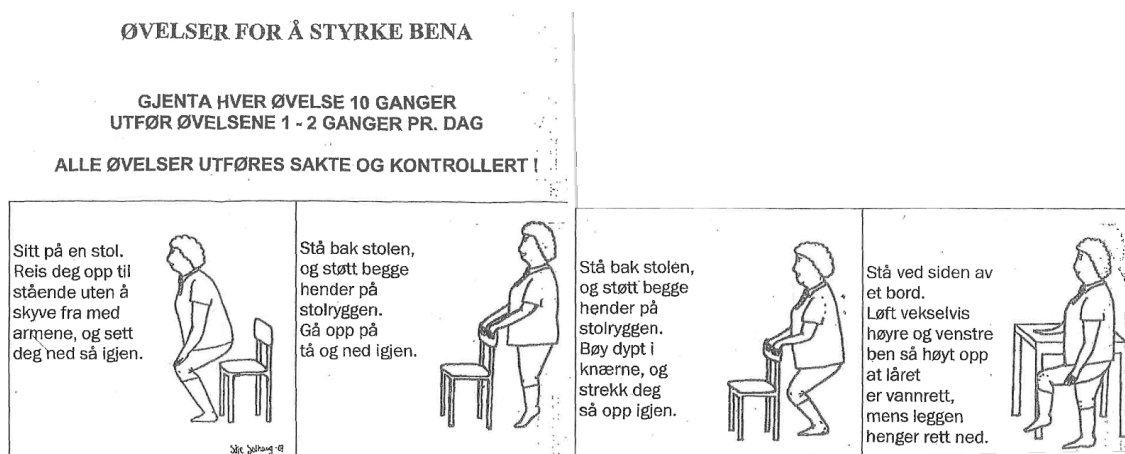 ØVELSER FOR Å STYRKE BENA
GJENTA HVER ØVELSE 10 GANGER
UTFØR ØVELSENE 1 - 2 GANGER PR. DAG
ALLE ØVELSER UTFØRES SAKTE OG KONTROLLERT !
Sitt på en stol.
Reis deg opp til
stående uten å
skyve fra med
armene, og sett
deg ned så igjen.
Stå bak stolen,
og støtt begge
hender på
stolryggen.
Gå opp på
tå og ned igjen.
Stå bak stolen,
og støtt begge
hender på
stolryggen.
Bøy dypt i
knærne, og
strekk deg
så opp igjen.
Stå ved siden av
et bord.
Løft vekselvis
høyre og venstre
ben så høyt opp
at låret
er vannrett,
mens leggen
henger rett ned.